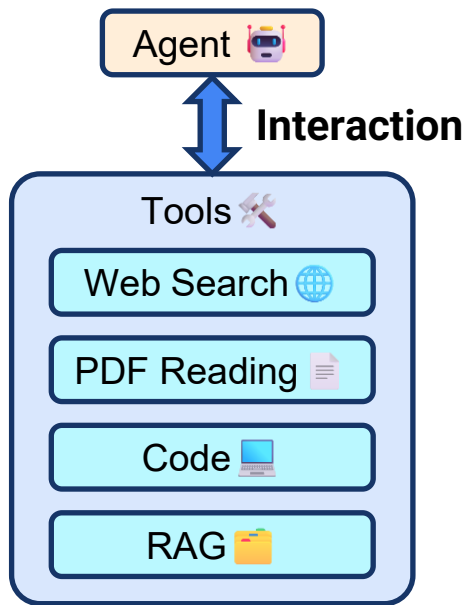 Agent
Interaction
Tools
Web Search
PDF Reading
Code
RAG